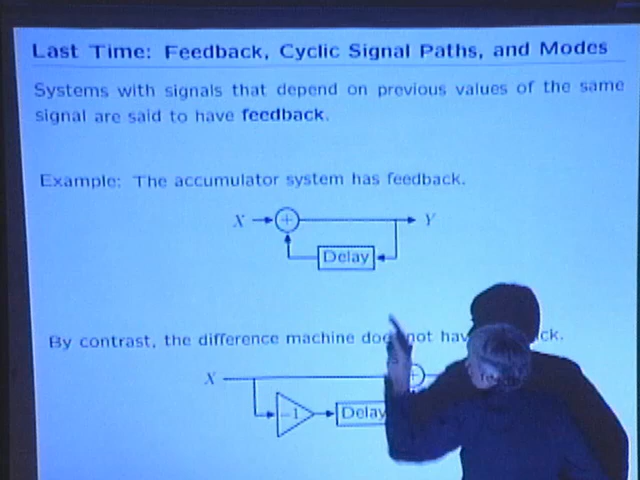 Last Time: Feedback, Cyclic Signal Paths, and Modes
Systems with signals that depend on previous values of the same
signal are said to have feedback.
Example: The accumulator system has feedback.
X + Y
Delay
By contrast, the difference machine does not
X +
−1 Delay